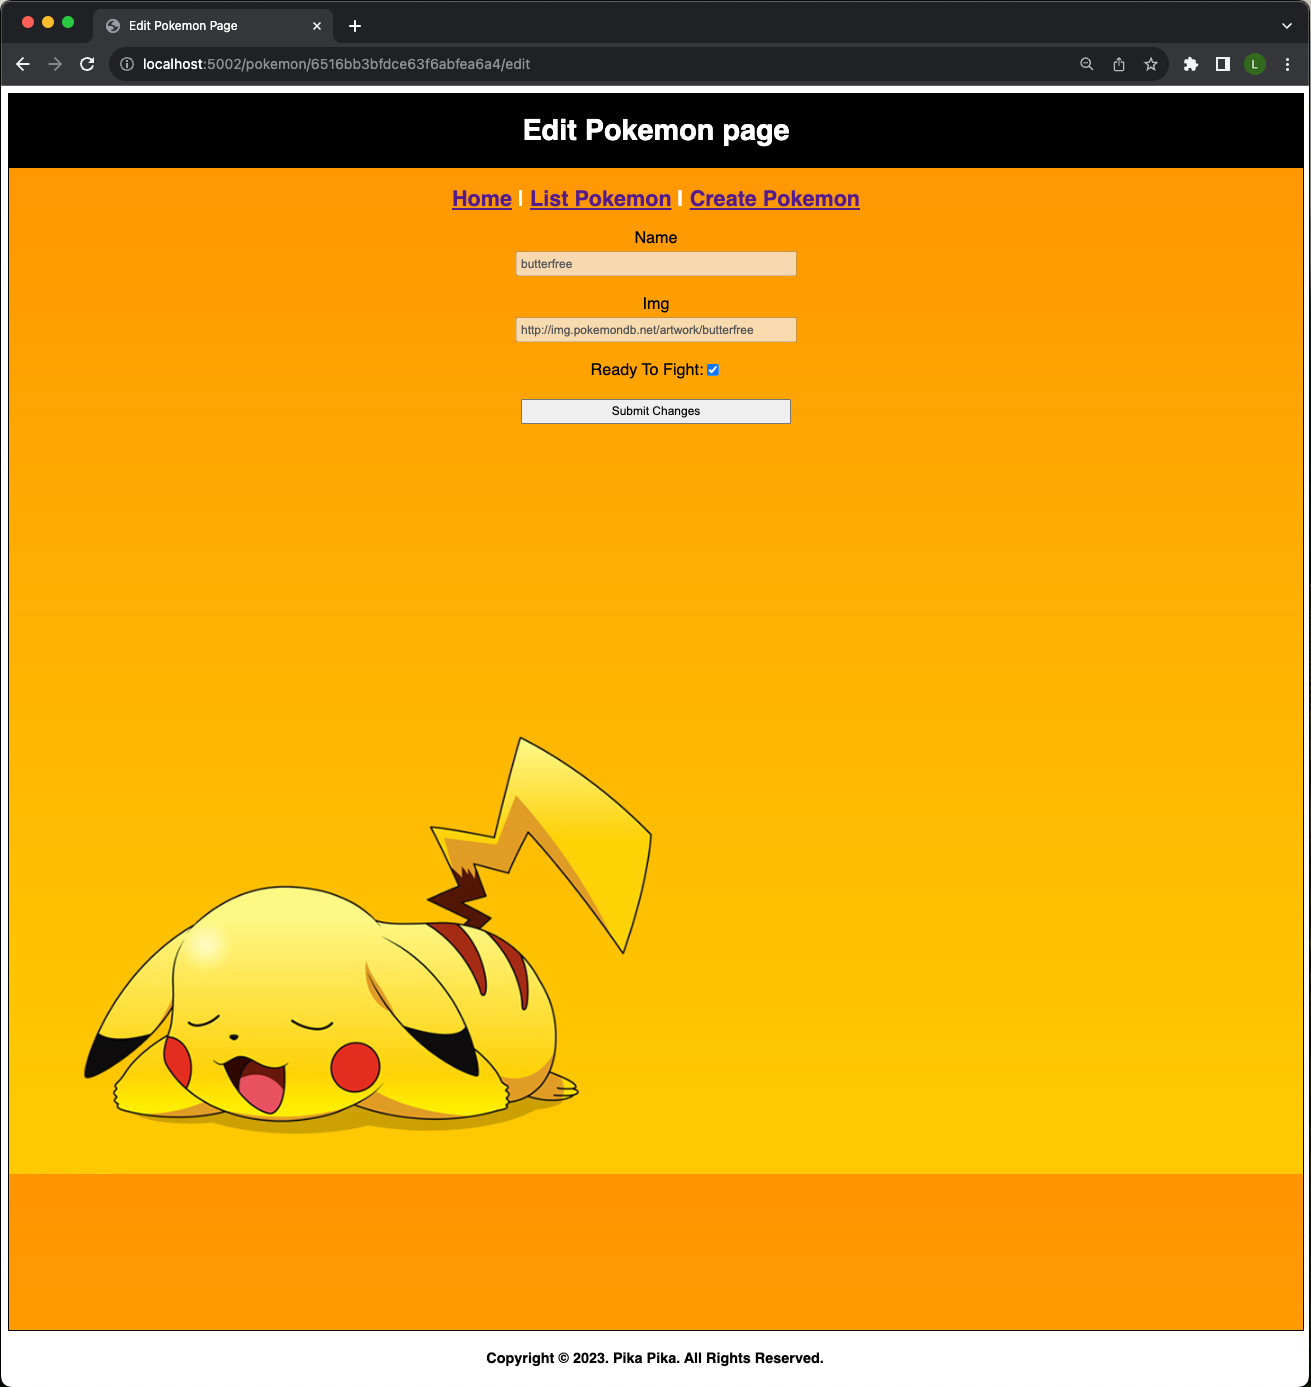 Edit Pokemon Page
localhost:5002/pokemon/6516bb3bfdce63f6abfea6a4/edit
L
Edit Pokemon page
Home | List Pokemon | Create Pokemon
Name
butterfree
Img
http://img.pokemondb.net/artwork/butterfree
Ready To Fight:
Submit Changes
Copyright © 2023. Pika Pika. All Rights Reserved.